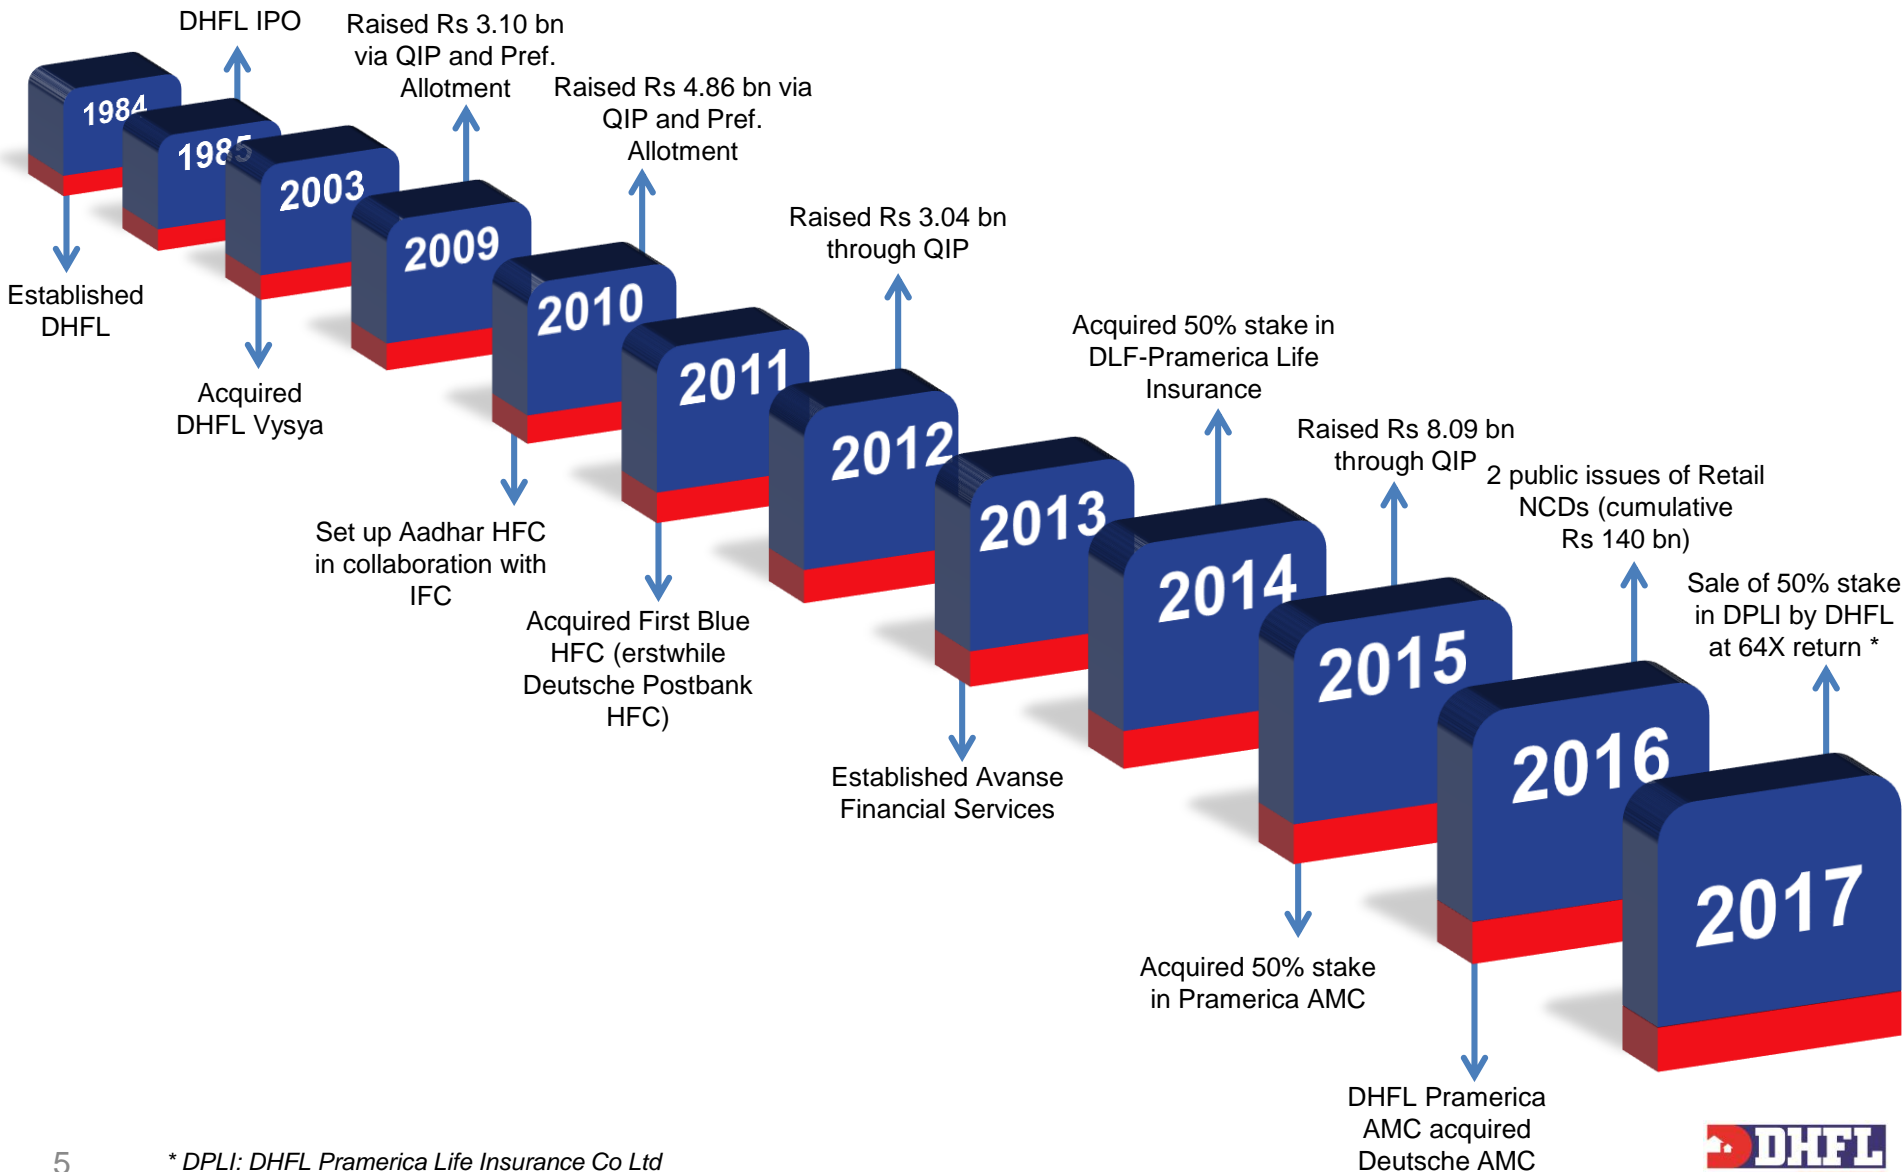 DHFL IPO
Raised Rs 3.10 bn
via QIP and Pref.
Allotment
Raised Rs 4.86 bn via
QIP and Pref.
Allotment
1984
1985
2003
2009
2010
2011
2012
2013
2014
2015
2016
2017
Raised Rs 3.04 bn
through QIP
Acquired 50% stake in
DLF-Pramerica Life
Insurance
Raised Rs 8.09 bn
through QIP
2 public issues of Retail
NCDs (cumulative
Rs 140 bn)
Sale of 50% stake
in DPLI by DHFL
at 64X return *
Established
DHFL
Acquired
DHFL Vysya
Set up Aadhar HFC
in collaboration with
IFC
Acquired First Blue
HFC (erstwhile
Deutsche Postbank
HFC)
Established Avanse
Financial Services
Acquired 50% stake
in Pramerica AMC
DHFL Pramerica
AMC acquired
Deutsche AMC
5
* DPLI: DHFL Pramerica Life Insurance Co Ltd
DHFL